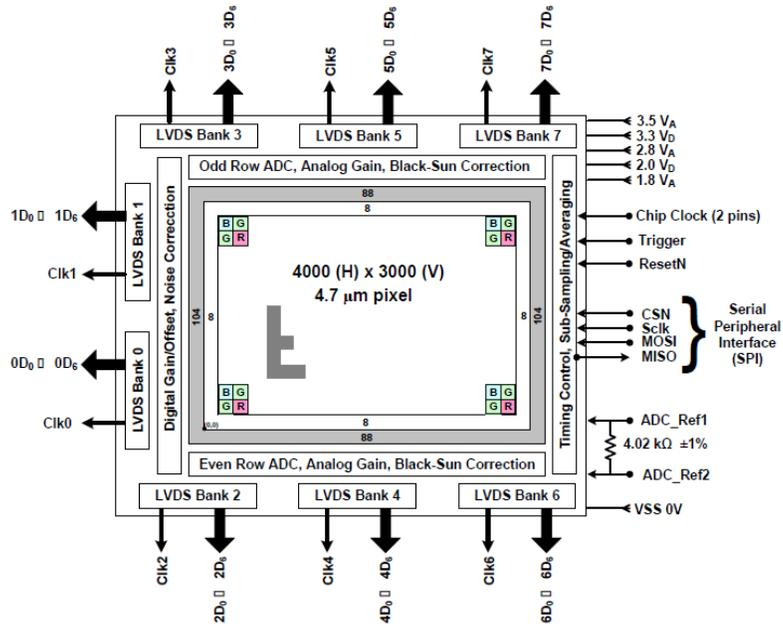 Clk3
3D0 ▯ 3D6
Clk5
5D0 ▯ 5D6
Clk7
7D0 ▯ 7D6
LVDS Bank 3
LVDS Bank 5
LVDS Bank 7
3.5 VA
3.3 VD
2.8 VA
2.0 VD
1.8 VA
Odd Row ADC, Analog Gain, Black-Sun Correction
88
8
1D0 ▯ 1D6
Clk1
LVDS Bank 1
0D0 ▯ 0D6
Clk0
LVDS Bank 0
Digital Gain/Offset, Noise Correcction
104
8
B G
G R
B G
G R
4000 (H) x 3000 (V)
4.7 µm pixel
B G
G R
B G
G R
8
104
(0,0)
8
88
Timing Control, Sub-Sampling/Averaging
Chip Clock (2 pins)
Trigger
ResetN
CSN
Sclk
MOSI
MISO
Serial
Peripheral
Interface
(SPI)
ADC_Ref1
4.02 kΩ ±1%
ADC_Ref2
VSS 0V
Even Row ADC, Analog Gain, Black-Sun Correction
LVDS Bank 2
LVDS Bank 4
LVDS Bank 6
Clk2
2D0 ▯ 2D6
Clk4
4D0 ▯ 4D6
Clk6
6D0 ▯ 6D6